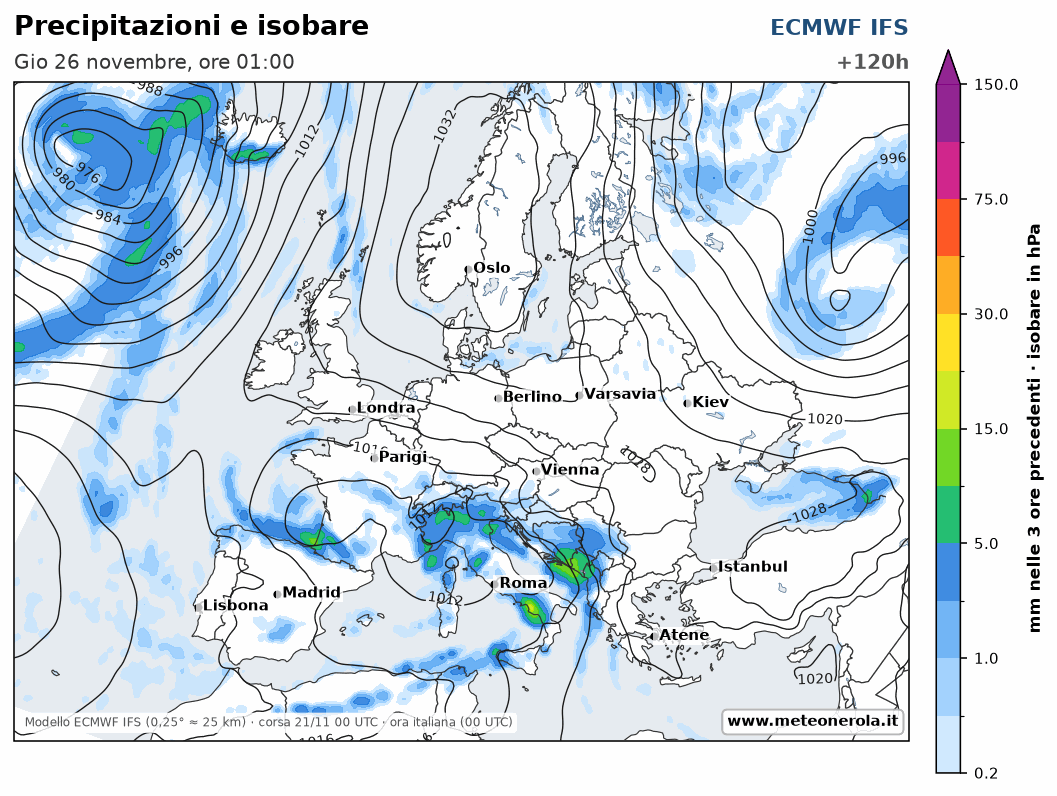 Precipitazioni e isobare
ECMWF IFS
Gio 26 novembre, ore 01:00
+120h
988
1032
1012
976
980
984
996
996
1000
Oslo
Berlino
Varsavia
Kiev
Londra
1020
Parigi
Vienna
1028
Istanbul
Roma
Madrid
1012
Lisbona
Atene
1020
Modello ECMWF IFS (0,25° ≈ 25 km) · corsa 21/11 00 UTC · ora italiana (00 UTC)
www.meteonerola.it
1016
150.0
75.0
30.0
15.0
5.0
1.0
0.2
mm nelle 3 ore precedenti · isobare in hPa